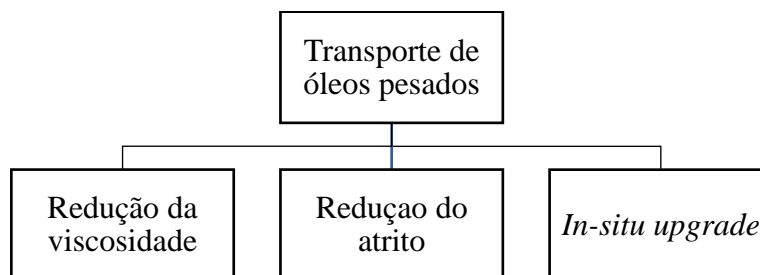 Transporte de
óleos pesados
Redução da
viscosidade
Reduçao do
atrito
In-situ upgrade